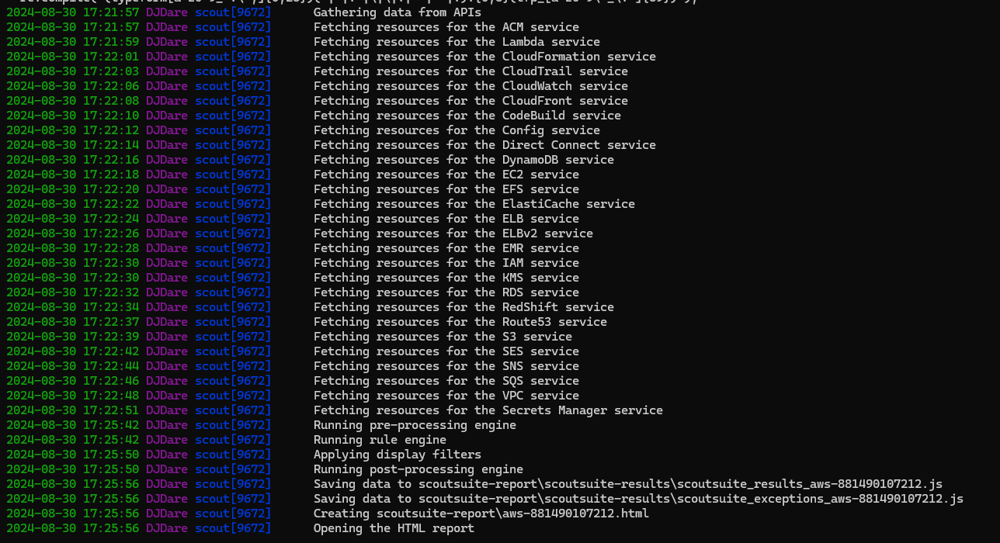 2024-08-30 17:21:57 DJDare scout[9672] Gathering data from APIs
2024-08-30 17:21:57 DJDare scout[9672] Fetching resources for the ACM service
2024-08-30 17:21:59 DJDare scout[9672] Fetching resources for the Lambda service
2024-08-30 17:22:01 DJDare scout[9672] Fetching resources for the CloudFormation service
2024-08-30 17:22:03 DJDare scout[9672] Fetching resources for the CloudTrail service
2024-08-30 17:22:06 DJDare scout[9672] Fetching resources for the CloudWatch service
2024-08-30 17:22:08 DJDare scout[9672] Fetching resources for the CloudFront service
2024-08-30 17:22:10 DJDare scout[9672] Fetching resources for the CodeBuild service
2024-08-30 17:22:12 DJDare scout[9672] Fetching resources for the Config service
2024-08-30 17:22:14 DJDare scout[9672] Fetching resources for the Direct Connect service
2024-08-30 17:22:16 DJDare scout[9672] Fetching resources for the DynamoDB service
2024-08-30 17:22:18 DJDare scout[9672] Fetching resources for the EC2 service
2024-08-30 17:22:20 DJDare scout[9672] Fetching resources for the EFS service
2024-08-30 17:22:22 DJDare scout[9672] Fetching resources for the ElastiCache service
2024-08-30 17:22:24 DJDare scout[9672] Fetching resources for the ELB service
2024-08-30 17:22:26 DJDare scout[9672] Fetching resources for the ELBv2 service
2024-08-30 17:22:28 DJDare scout[9672] Fetching resources for the EMR service
2024-08-30 17:22:30 DJDare scout[9672] Fetching resources for the IAM service
2024-08-30 17:22:30 DJDare scout[9672] Fetching resources for the KMS service
2024-08-30 17:22:32 DJDare scout[9672] Fetching resources for the RDS service
2024-08-30 17:22:34 DJDare scout[9672] Fetching resources for the RedShift service
2024-08-30 17:22:37 DJDare scout[9672] Fetching resources for the Route53 service
2024-08-30 17:22:39 DJDare scout[9672] Fetching resources for the S3 service
2024-08-30 17:22:42 DJDare scout[9672] Fetching resources for the SES service
2024-08-30 17:22:44 DJDare scout[9672] Fetching resources for the SNS service
2024-08-30 17:22:46 DJDare scout[9672] Fetching resources for the SQS service
2024-08-30 17:22:48 DJDare scout[9672] Fetching resources for the VPC service
2024-08-30 17:22:51 DJDare scout[9672] Fetching resources for the Secrets Manager service
2024-08-30 17:25:42 DJDare scout[9672] Running pre-processing engine
2024-08-30 17:25:42 DJDare scout[9672] Running rule engine
2024-08-30 17:25:50 DJDare scout[9672] Applying display filters
2024-08-30 17:25:50 DJDare scout[9672] Running post-processing engine
2024-08-30 17:25:56 DJDare scout[9672] Saving data to scoutsuite-report\scoutsuite-results\scoutsuite_results_aws-881490107212.js
2024-08-30 17:25:56 DJDare scout[9672] Saving data to scoutsuite-report\scoutsuite-results\scoutsuite_exceptions_aws-881490107212.js
2024-08-30 17:25:56 DJDare scout[9672] Creating scoutsuite-report\aws-881490107212.html
2024-08-30 17:25:56 DJDare scout[9672] Opening the HTML report